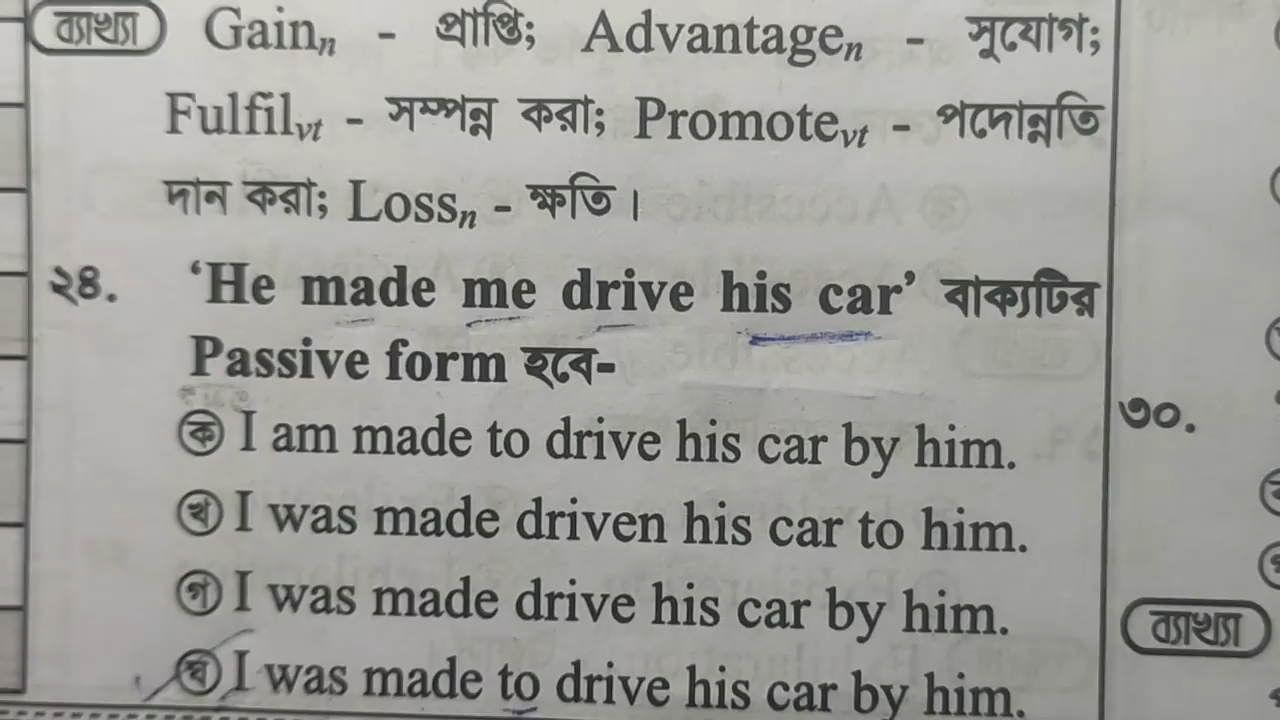 ব্যাখ্যা Gainn - প্রাপ্তি; Advantagen - সুযোগ;
Fulfilvt - সম্পন্ন করা; Promotevt - পদোন্নতি
দান করা; Lossn - ক্ষতি।
২৪. ‘He made me drive his car’ বাক্যটির
Passive form হবে-
ক I am made to drive his car by him.
খ I was made driven his car to him.
গ I was made drive his car by him.
ঘ I was made to drive his car by him.
৩০.
ব্যাখ্যা